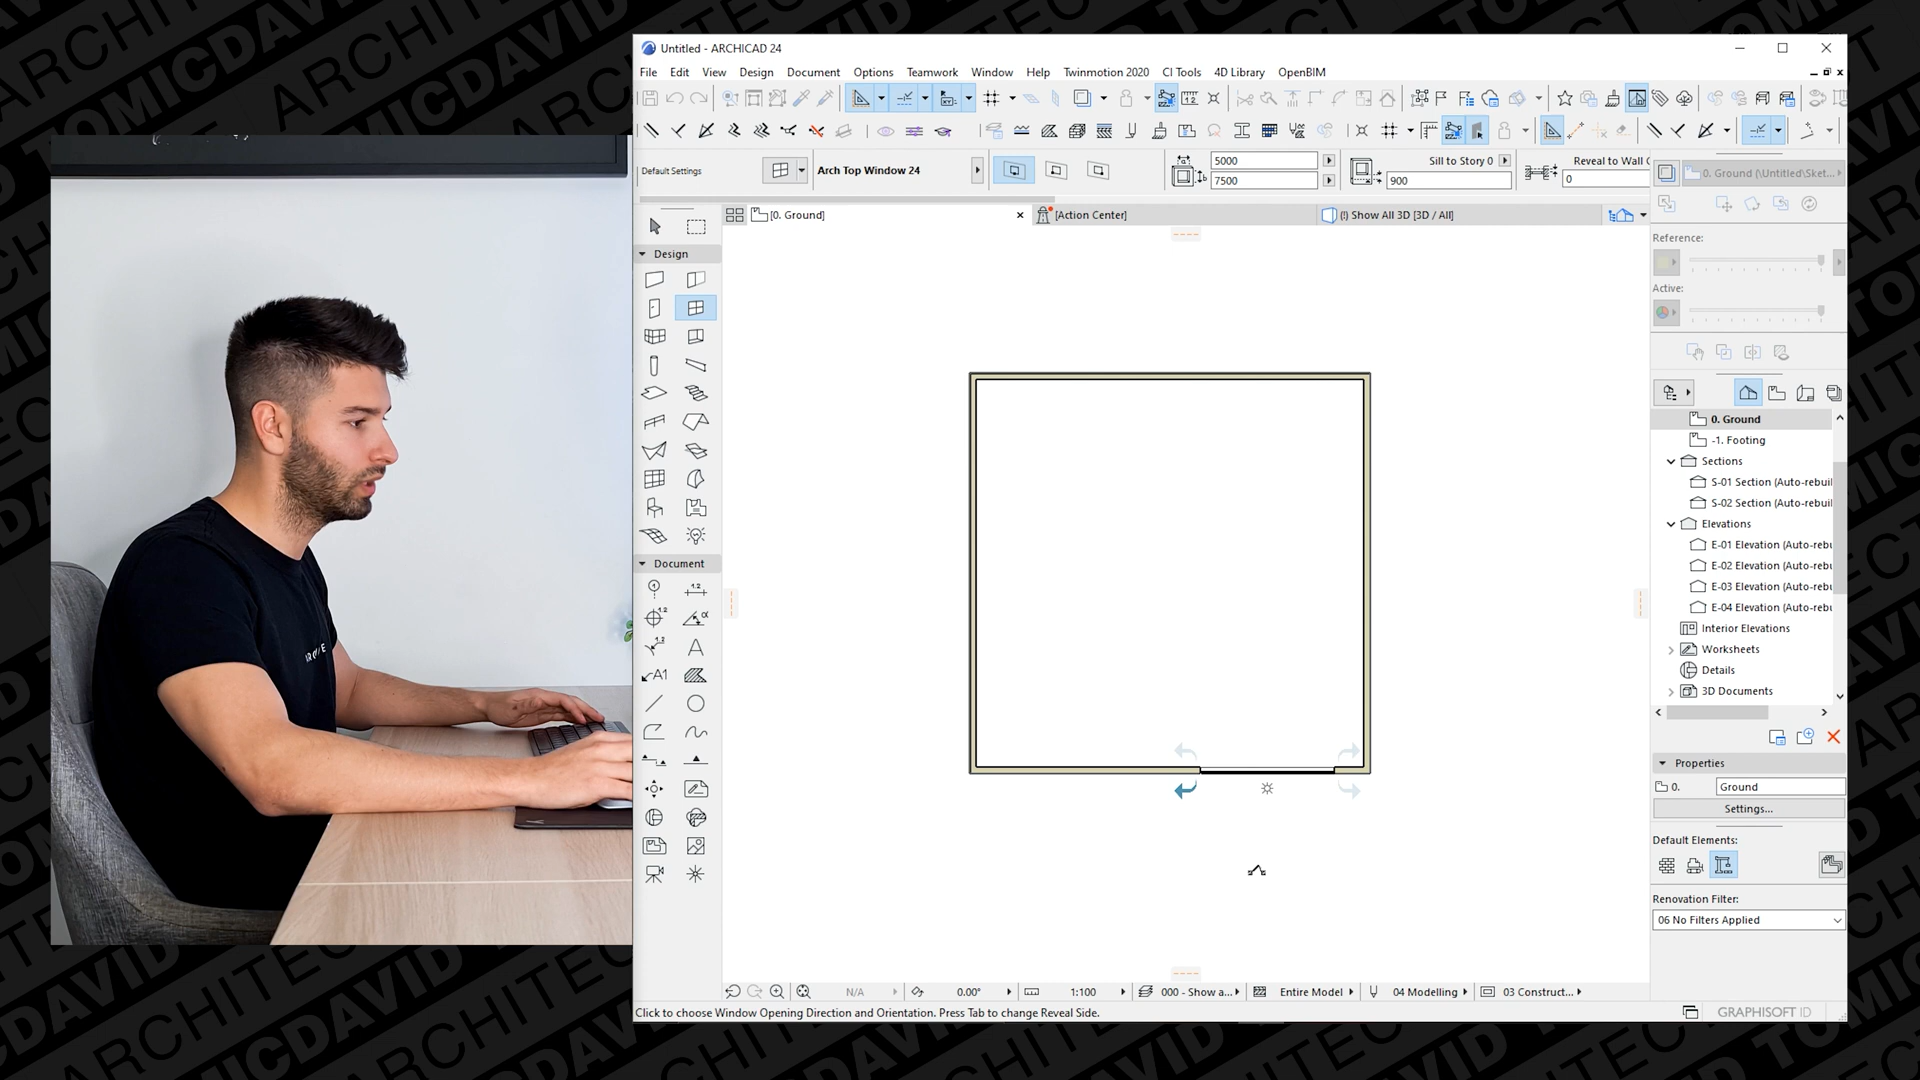 Untitled - ARCHICAD 24
File Edit View Design Document Options Teamwork Window Help Twinmotion 2020 CI Tools 4D Library OpenBIM
Default Settings
Arch Top Window 24
5000
7500
Sill to Story 0
900
Reveal to Wall
0
0. Ground (\Untitled\Sket...
[0. Ground]
[Action Center]
(!) Show All 3D [3D / All]
Design
Reference:
Active:
0. Ground
-1. Footing
Sections
S-01 Section (Auto-rebuil
S-02 Section (Auto-rebuil
Elevations
E-01 Elevation (Auto-rebu
E-02 Elevation (Auto-rebu
E-03 Elevation (Auto-rebu
E-04 Elevation (Auto-rebu
Interior Elevations
Worksheets
Details
3D Documents
Document
A
A1
Properties
0.
Ground
Settings...
Default Elements:
Renovation Filter:
06 No Filters Applied
N/A
0.00°
1:100
000 - Show a...
Entire Model
04 Modelling
03 Construct...
Click to choose Window Opening Direction and Orientation. Press Tab to change Reveal Side.
GRAPHISOFT ID